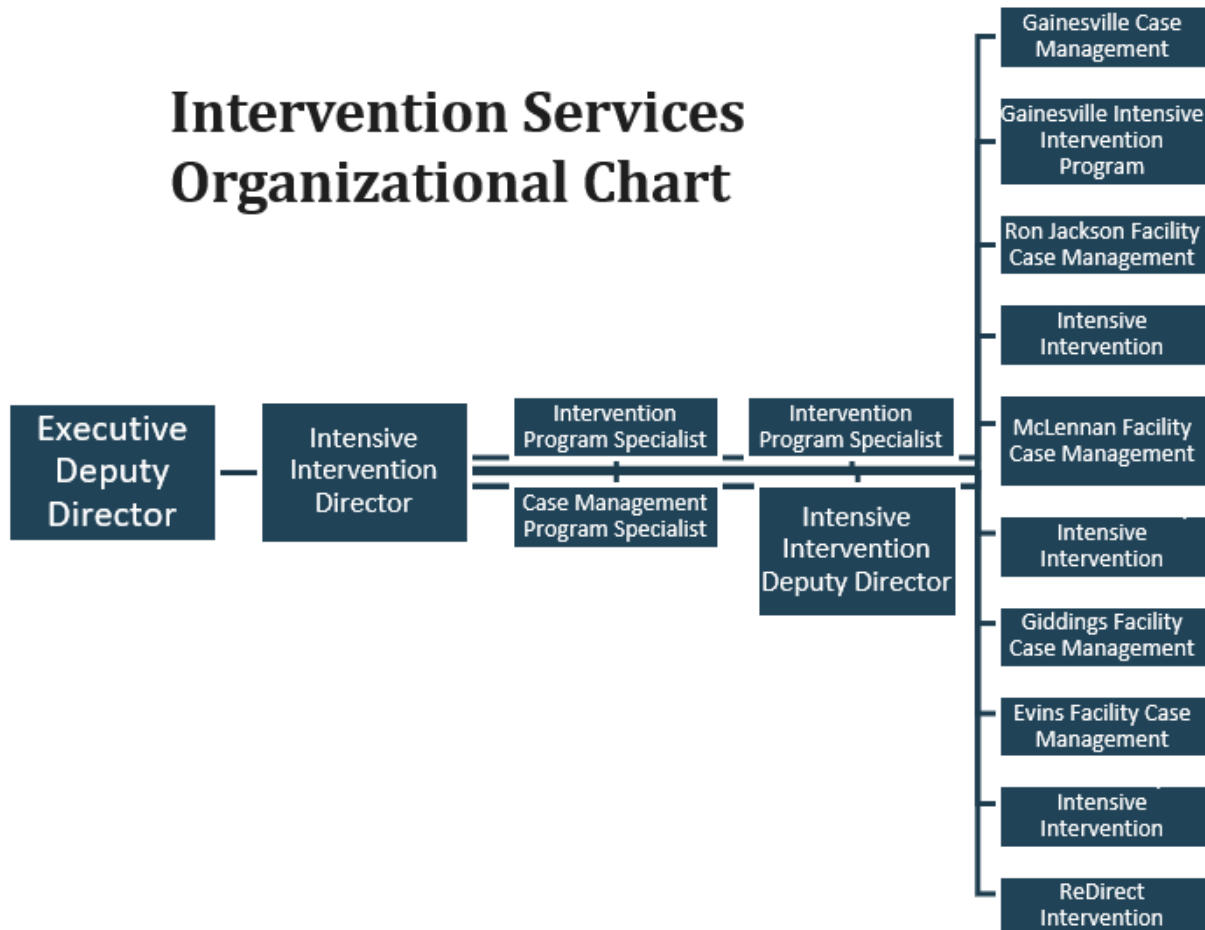 Intervention Services
Organizational Chart
Executive
Deputy
Director
Intensive
Intervention
Director
Intervention
Program Specialist
Case Management
Program Specialist
Intervention
Program Specialist
Intensive
Intervention
Deputy Director
Gainesville Case
Management
Gainesville Intensive
Intervention
Program
Ron Jackson Facility
Case Management
Intensive
Intervention
McLennan Facility
Case Management
Intensive
Intervention
Giddings Facility
Case Management
Evins Facility Case
Management
Intensive
Intervention
ReDirect
Intervention